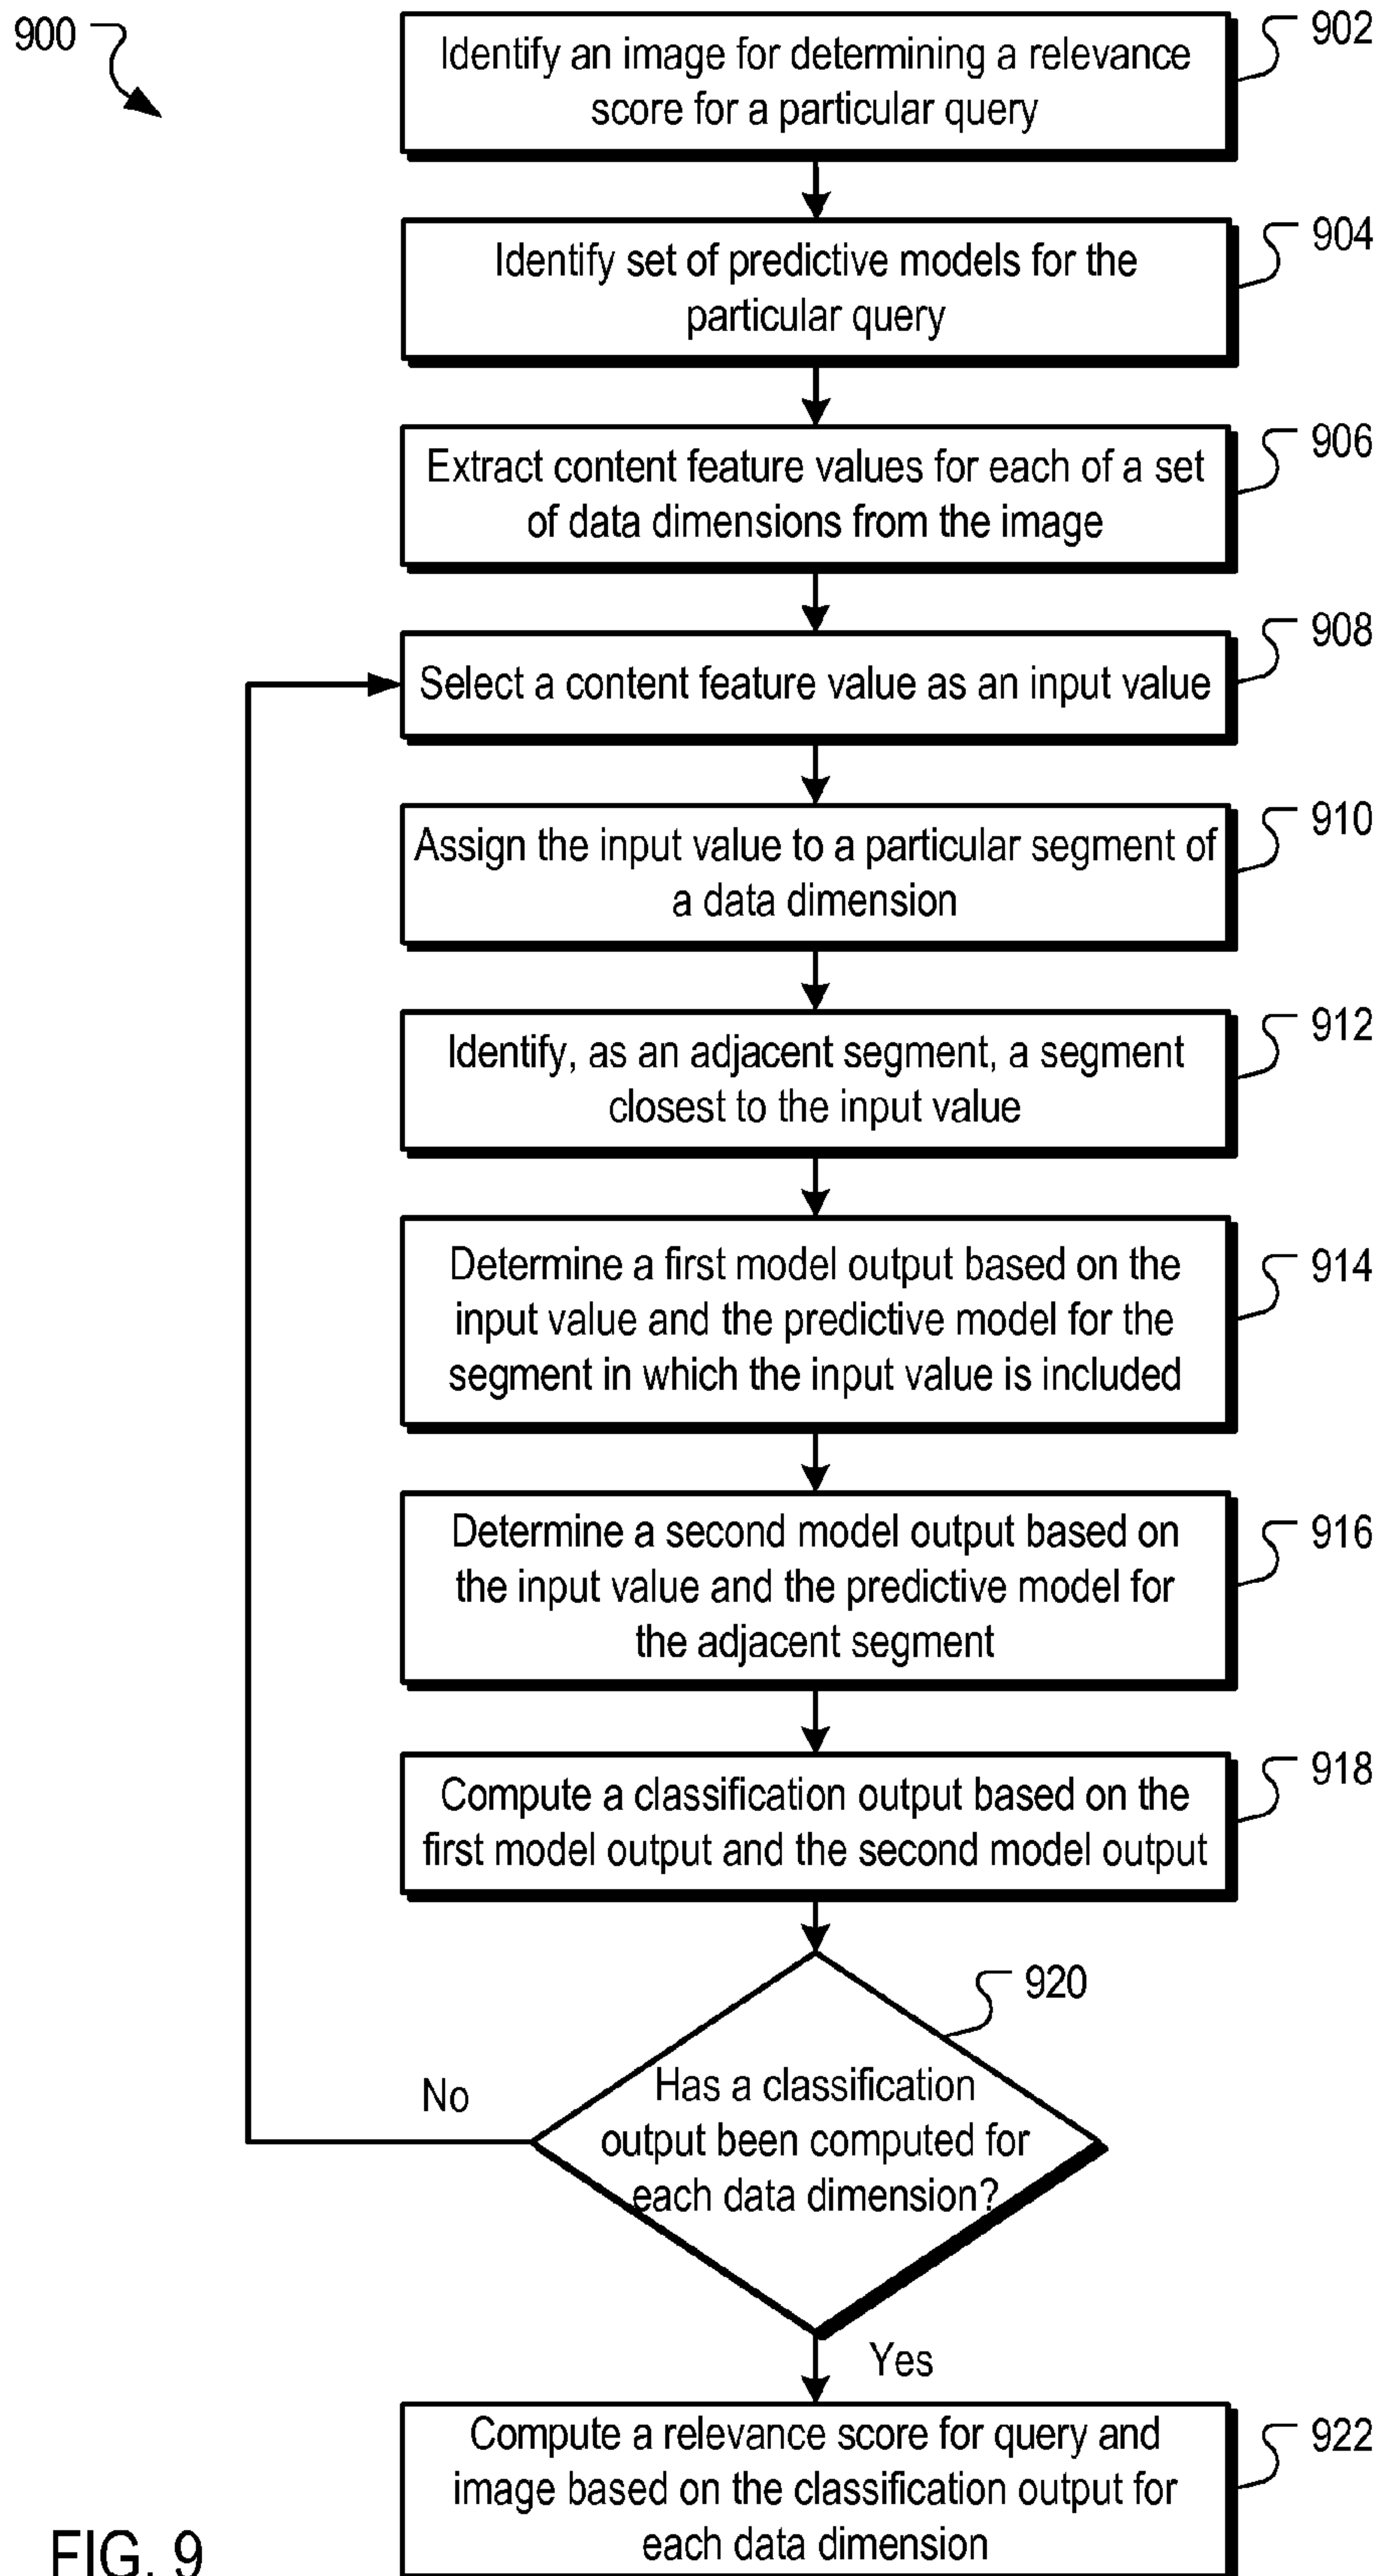 900
902
Identify an image for determining a relevance
score for a particular query
904
Identify set of predictive models for the
particular query
906
Extract content feature values for each of a set
of data dimensions from the image
908
Select a content feature value as an input value
910
Assign the input value to a particular segment of
a data dimension
912
Identify, as an adjacent segment, a segment
closest to the input value
914
Determine a first model output based on the
input value and the predictive model for the
segment in which the input value is included
916
Determine a second model output based on
the input value and the predictive model for
the adjacent segment
918
Compute a classification output based on the
first model output and the second model output
920
Has a classification
output been computed for
each data dimension?
No
Yes
922
Compute a relevance score for query and
image based on the classification output for
each data dimension
FIG. 9